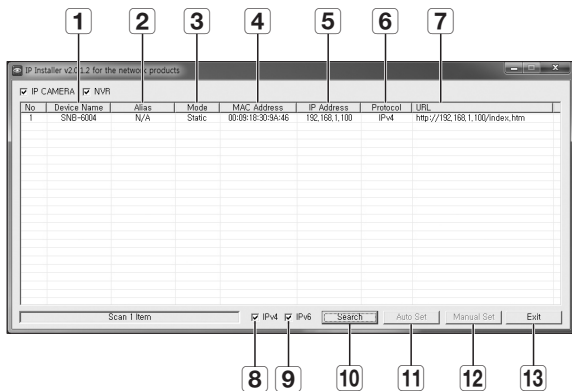 1 2 3 4 5 6 7
IP Installer v2.0.1.2 for the network products
IP CAMERA NVR
No Device Name Alias Mode MAC Address IP Address Protocol URL
1 SNB-6004 N/A Static 00:09:18:30:9A:46 192,168,1,100 IPv4 http://192,168,1,100/index,htm
Scan 1 Item IPv4 IPv6 Search Auto Set Manual Set Exit
8 9 10 11 12 13